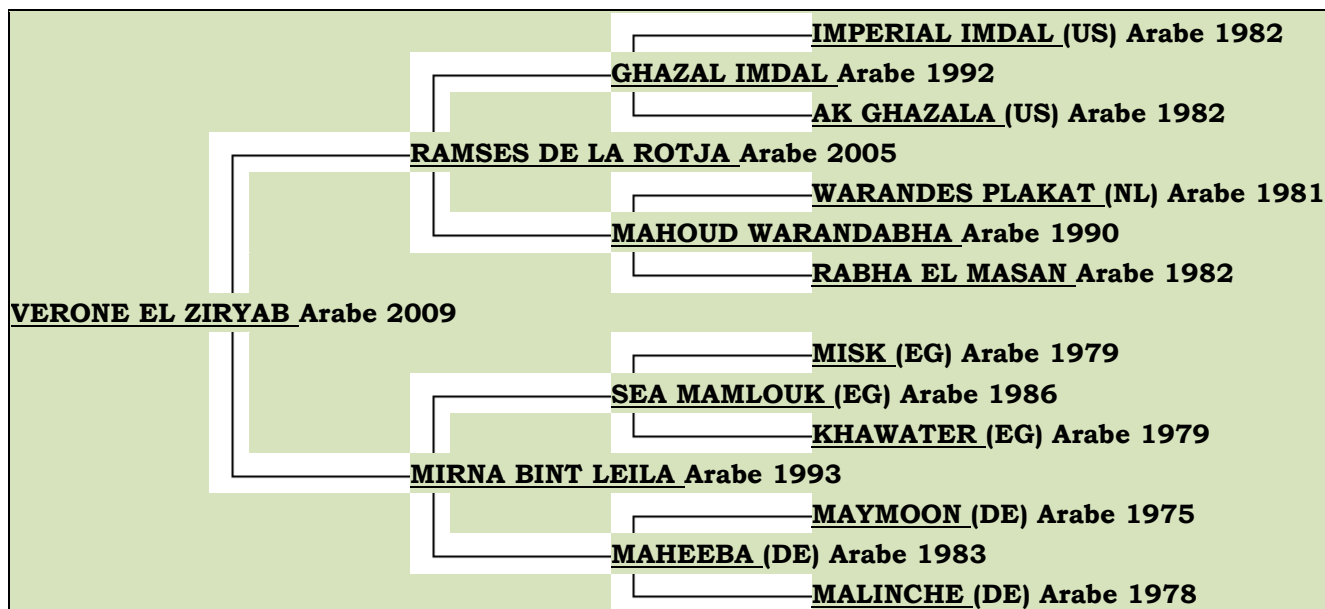 IMPERIAL IMDAL (US) Arabe 1982
GHAZAL IMDAL Arabe 1992
AK GHAZALA (US) Arabe 1982
RAMSES DE LA ROTJA Arabe 2005
WARANDES PLAKAT (NL) Arabe 1981
MAHOUD WARANDABHA Arabe 1990
RABHA EL MASAN Arabe 1982
VERONE EL ZIRYAB Arabe 2009
MISK (EG) Arabe 1979
SEA MAMLOUK (EG) Arabe 1986
KHAWATER (EG) Arabe 1979
MIRNA BINT LEILA Arabe 1993
MAYMOON (DE) Arabe 1975
MAHEEBA (DE) Arabe 1983
MALINCHE (DE) Arabe 1978